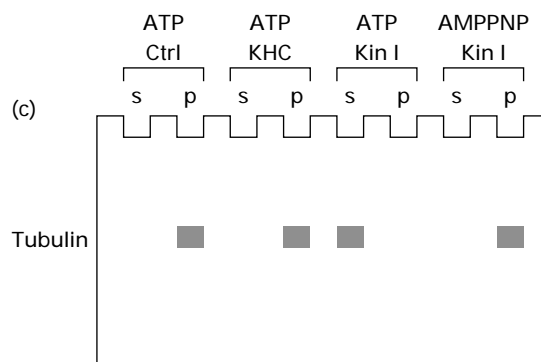 ATP ATP ATP AMPPNP
Ctrl KHC Kin I Kin I
s p s p s p s p
(c)
Tubulin